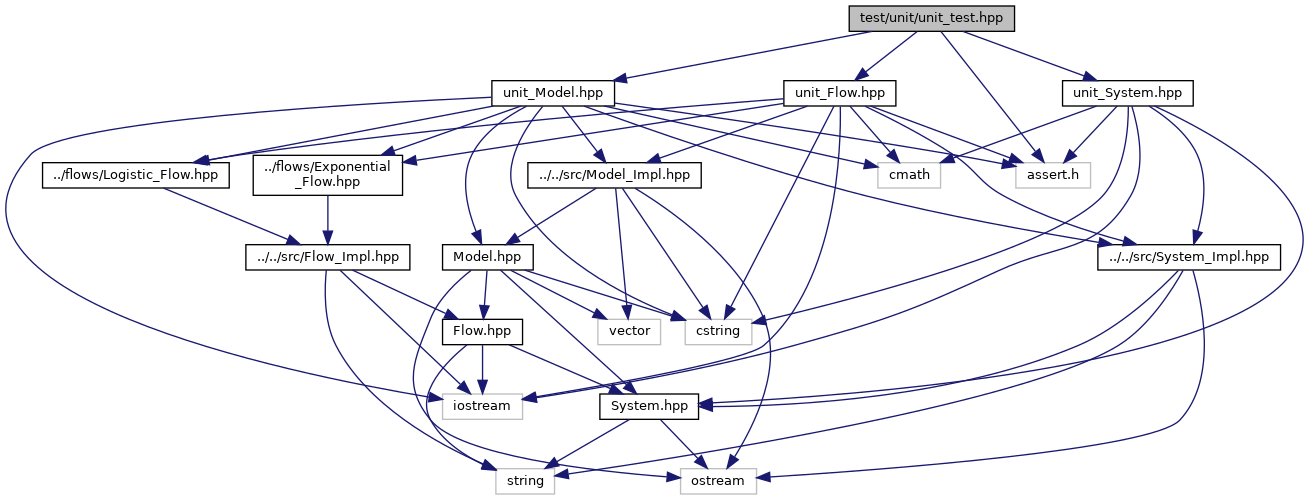 test/unit/unit_test.hpp
unit_Model.hpp
unit_Flow.hpp
unit_System.hpp
../flows/Logistic_Flow.hpp
../flows/Exponential
_Flow.hpp
../../src/Model_Impl.hpp
cmath
assert.h
../../src/Flow_Impl.hpp
Model.hpp
../../src/System_Impl.hpp
Flow.hpp
vector
cstring
iostream
System.hpp
string
ostream